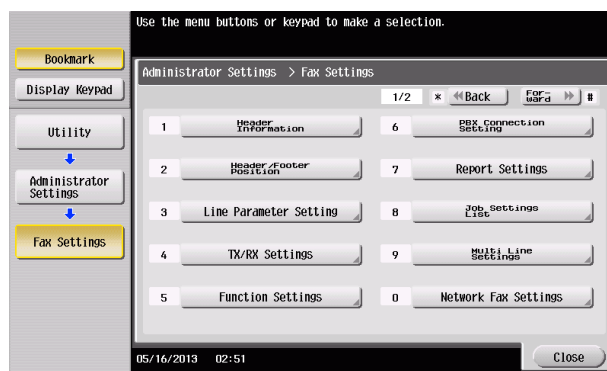 Use the menu buttons or keypad to make a selection.
Bookmark
Display Keypad
Utility
Administrator
Settings
Fax Settings
Administrator Settings > Fax Settings
1/2 * Back For-
ward #
1 Header
Information
2 Header/Footer
Position
3 Line Parameter Setting
4 TX/RX Settings
5 Function Settings
6 PBX Connection
Setting
7 Report Settings
8 Job Settings
List
9 Multi Line
Settings
0 Network Fax Settings
05/16/2013 02:51
Close